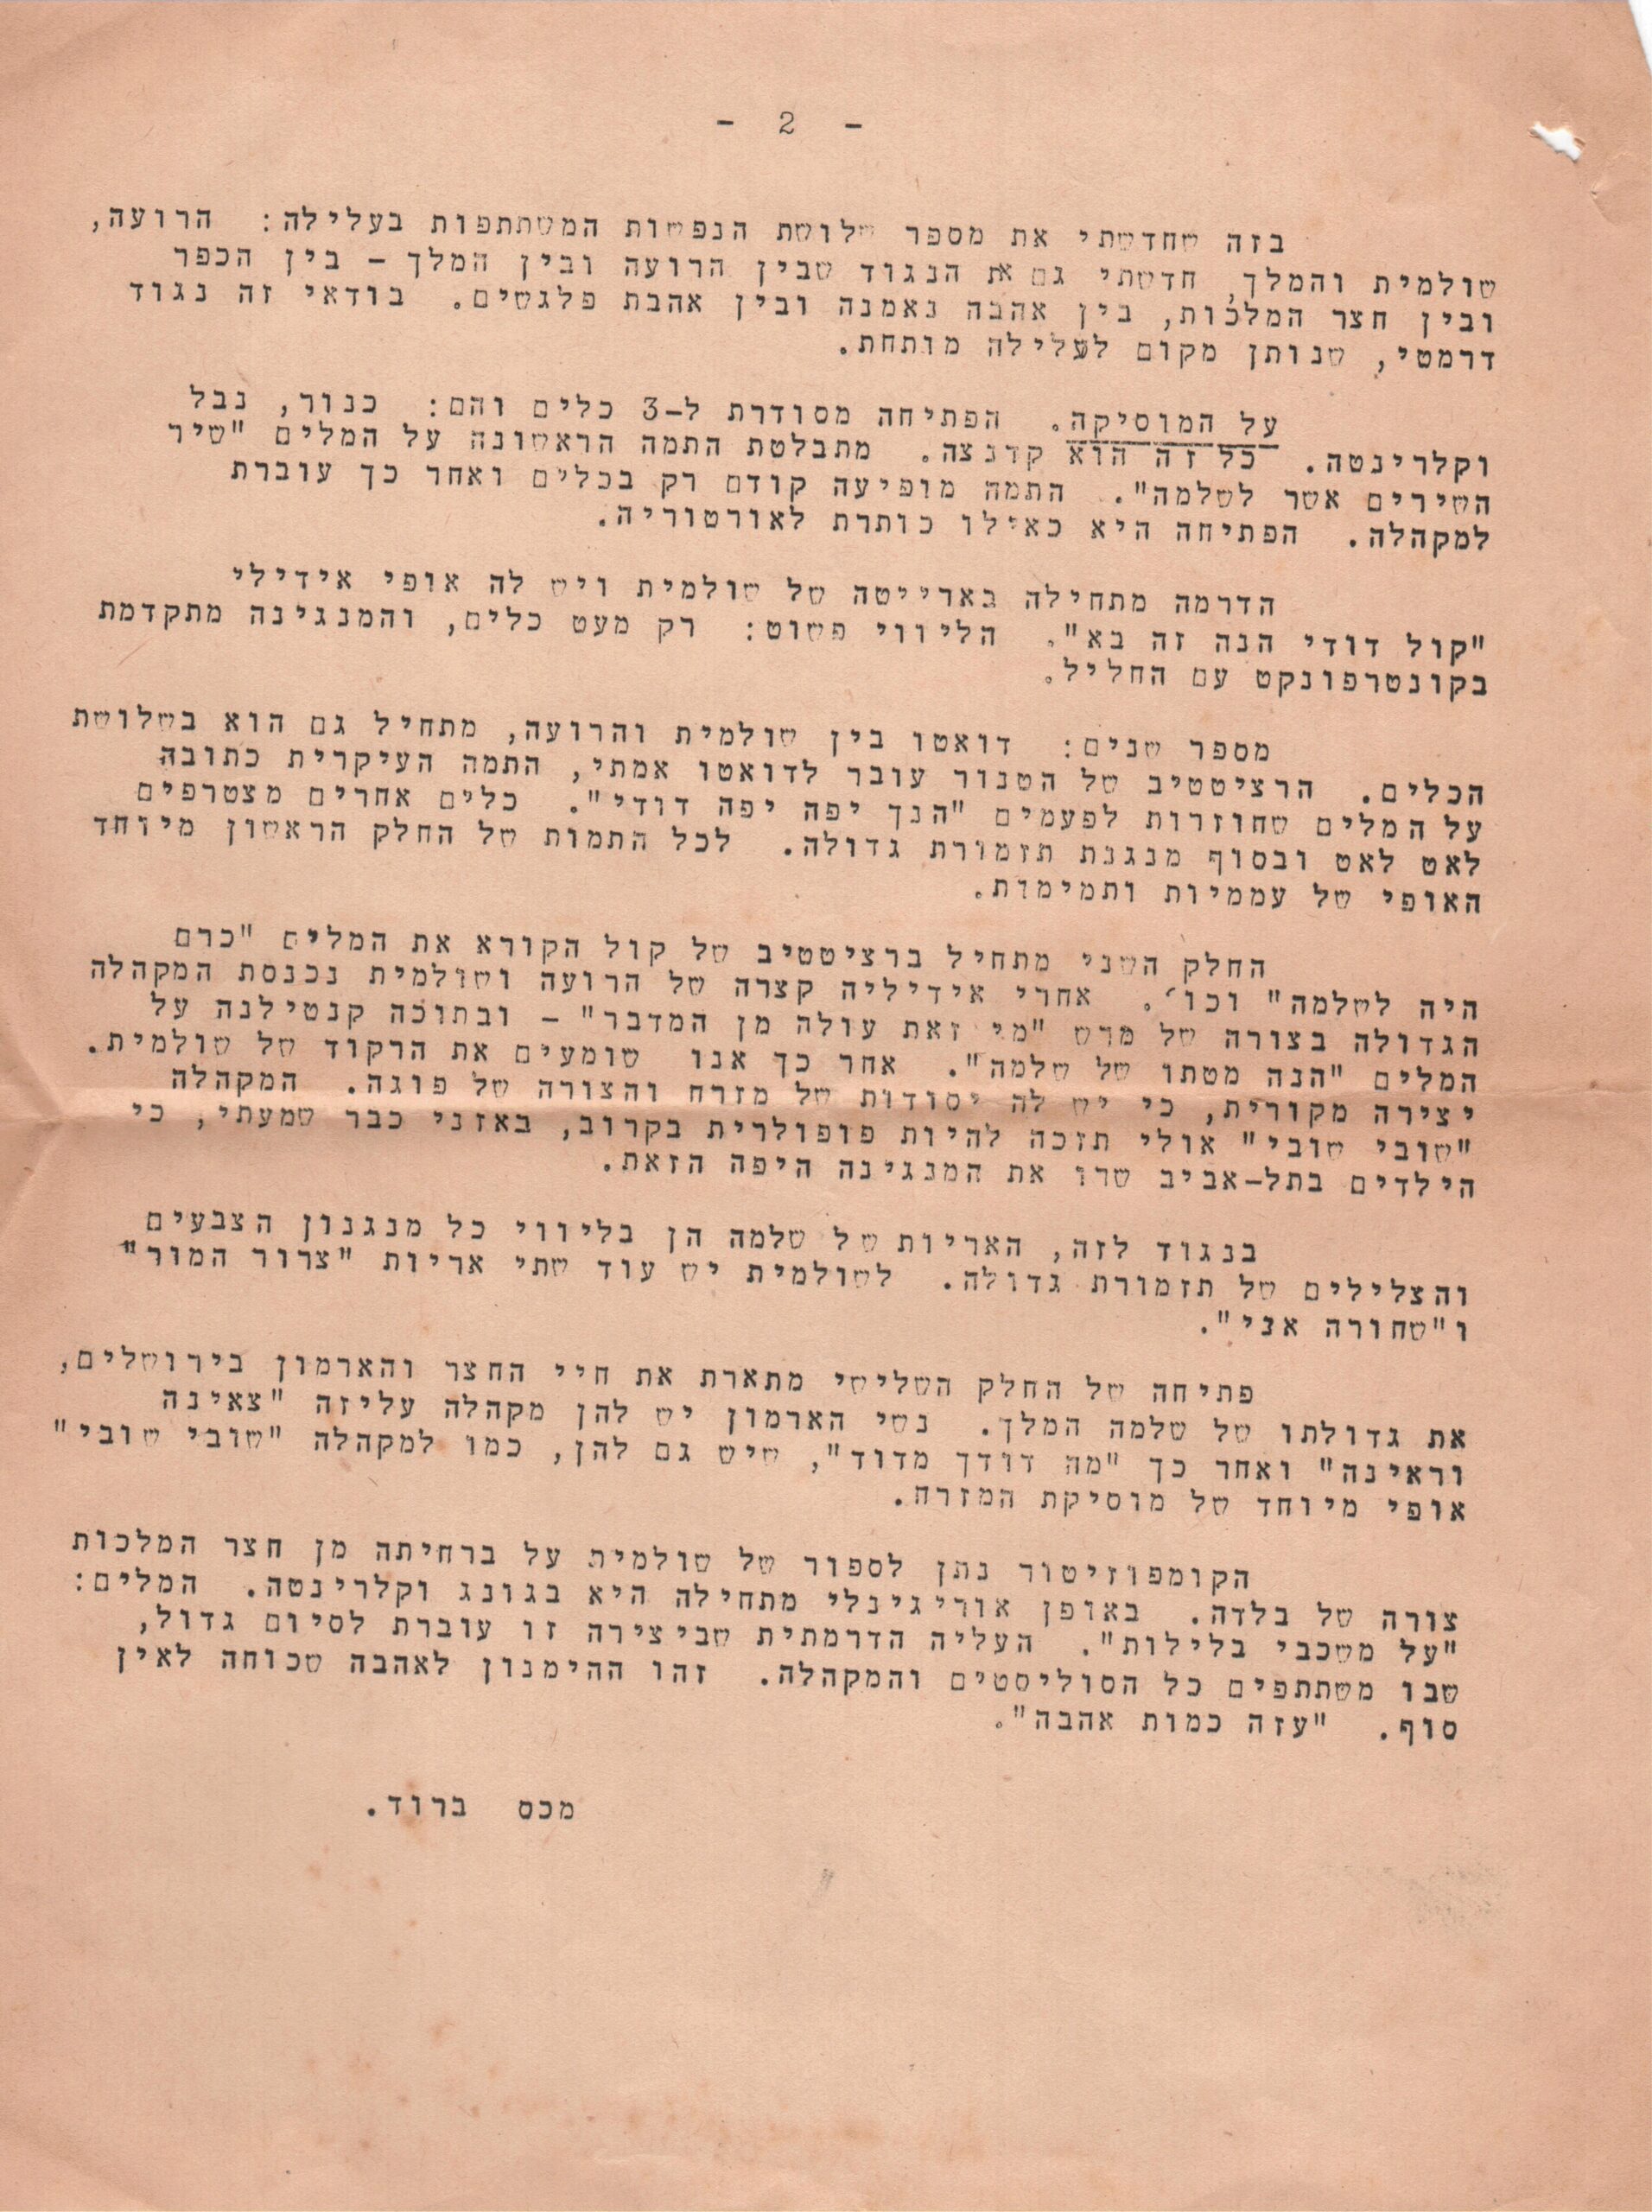 - 2 -
בזה שחדשתי את מספר שלושת הנפשות המשתתפות בעלילה: הרועה,
שולמית והמלך, חדשתי גם את הנגוד שבין הרועה ובין המלך - בין הכפר
ובין חצר המלכות, בין אהבה נאמנה ובין אהבת פלגשים. בודאי זה נגוד
דרמטי, שנותן מקום לעלילה מותחת.
על המוסיקה. הפתיחה מסודרת ל-3 כלים והם: כנור, נבל
וקלרינטה. כל זה הוא קדנצה. מתבלטת התמה הראשונה על המלים "שיר
השירים אשר לשלמה". התמה מופיעה קודם רק בכלים ואחר כך עוברת
למקהלה. הפתיחה היא כאילו כותרת לאורטוריה.
הדרמה מתחילה באריייטה של שולמית ויש לה אופי אידילי
"קול דודי הנה זה בא". הליווי פשוט: רק מעט כלים, והמנגינה מתקדמת
בקונטרפונקט עם החליל.
מספר שנים: דואטו בין שולמית והרועה, מתחיל גם הוא בשלושת
הכלים. הרציטטיב של הטנור עובר לדואטו אמתי, התמה העיקרית כתובה
על המלים שחוזרות לפעמים "הנך יפה יפה דודי". כלים אחרים מצטרפים
לאט לאט ובסוף מנגנת תזמורת גדולה. לכל התמות של החלק הראשון מיוחד
האופי של עממיות ותמימות.
החלק השני מתחיל ברציטטיב של קול הקורא את המלים "כרם
היה לשלמה" וכו'. אחרי אידיליה קצרה של הרועה ושולמית נכנסת המקהלה
הגדולה בצורה של מרש "מי זאת עולה מן המדבר" - ובתוכה קנטילנה על
המלים "הנה מטתו של שלמה". אחר כך אנו שומעים את הרקוד של שולמית.
יצירה מקורית, כי יש לה יסודות של מזרח והצורה של פוגה. המקהלה
"שובי שובי" אולי תזכה להיות פופולרית בקרוב, באזני כבר שמעתי, כי
הילדים בתל-אביב שרו את המנגינה היפה הזאת.
בנגוד לזה, האריות של שלמה הן בליווי כל מנגנון הצבעים
והצלילים של תזמורת גדולה. לשולמית יש עוד שתי אריות "צרור המור"
ו"שחורה אני".
פתיחה של החלק השלישי מתארת את חיי החצר והארמון בירושלים,
את גדולתו של שלמה המלך. נשי הארמון יש להן מקהלה עליזה "צאינה
וראינה" ואחר כך "מה דודך מדוד", שיש גם להן, כמו למקהלה "שובי שובי"
אופי מיוחד של מוסיקת המזרח.
הקומפוזיטור נתן לספור של שולמית על ברחיתה מן חצר המלכות
צורה של בלדה. באופן אוריגינלי מתחילה היא בגונג וקלרינטה. המלים:
"על משכבי בלילות". העליה הדרמתית שביצירה זו עוברת לסיום גדול,
שבו משתתפים כל הסוליסטים והמקהלה. זהו ההימנון לאהבה שכוחה לאין
סוף. "עזה כמות אהבה".
מכס ברוד.